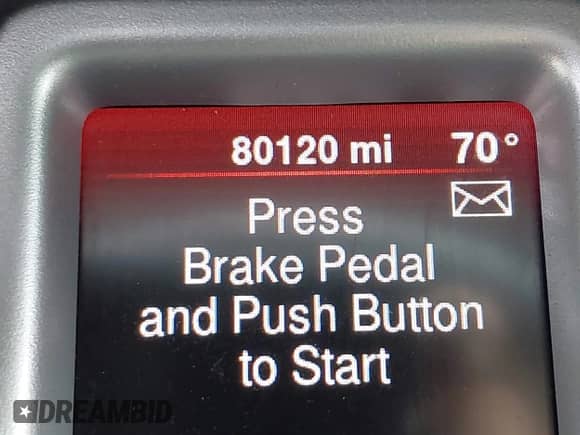 80120 mi 70°
Press
Brake Pedal
and Push Button
to Start
DREAMBID